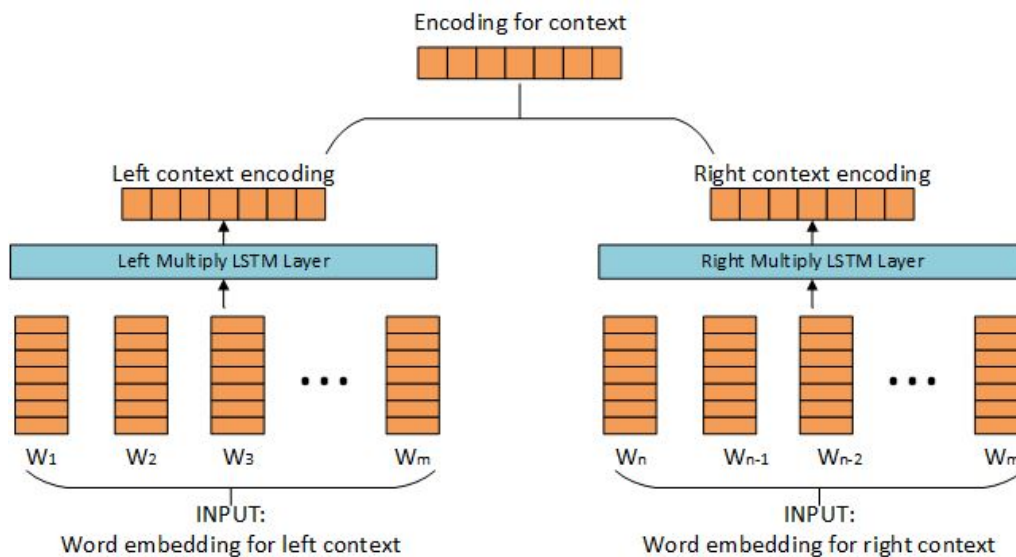 Encoding for context
Left context encoding
Right context encoding
Left Multiply LSTM Layer
Right Multiply LSTM Layer
...
...
W1 W2 W3 Wm
Wn Wn-1 Wn-2 Wm
INPUT:
Word embedding for left context
INPUT:
Word embedding for right context